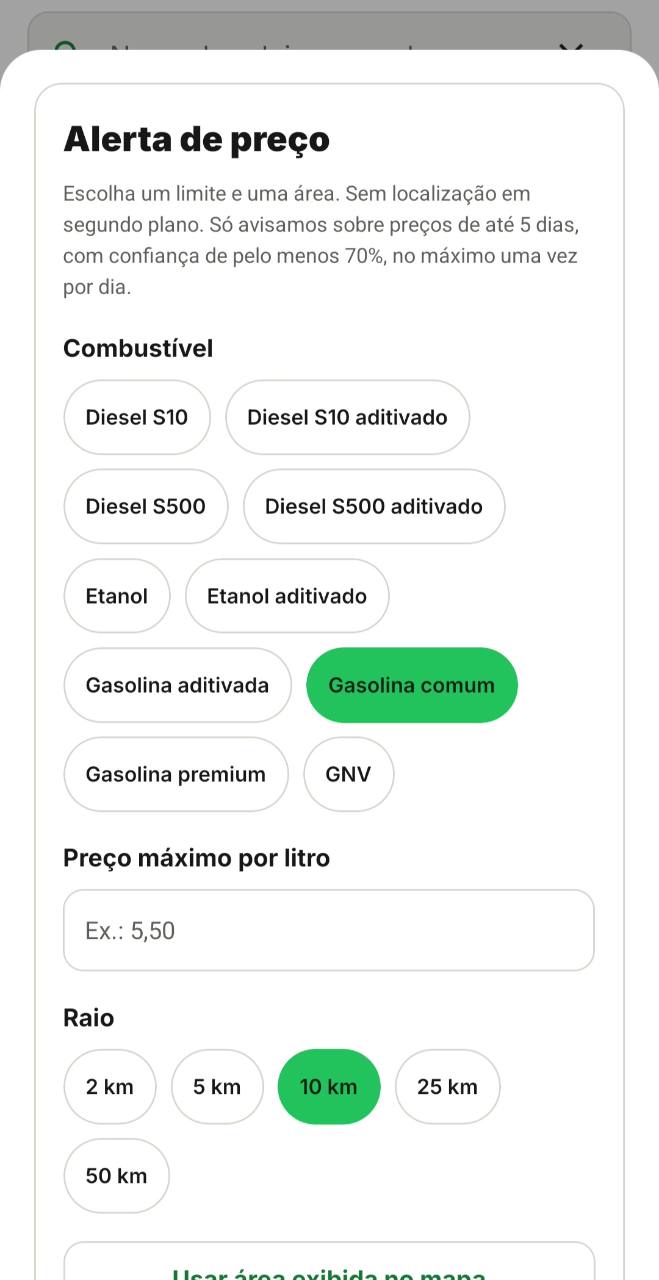 Alerta de preço
Escolha um limite e uma área. Sem localização em
segundo plano. Só avisamos sobre preços de até 5 dias,
com confiança de pelo menos 70%, no máximo uma vez
por dia.
Combustível
Diesel S10
Diesel S10 aditivado
Diesel S500
Diesel S500 aditivado
Etanol
Etanol aditivado
Gasolina aditivada
Gasolina comum
Gasolina premium
GNV
Preço máximo por litro
Ex.: 5,50
Raio
2 km
5 km
10 km
25 km
50 km
Usar área exibida no mapa